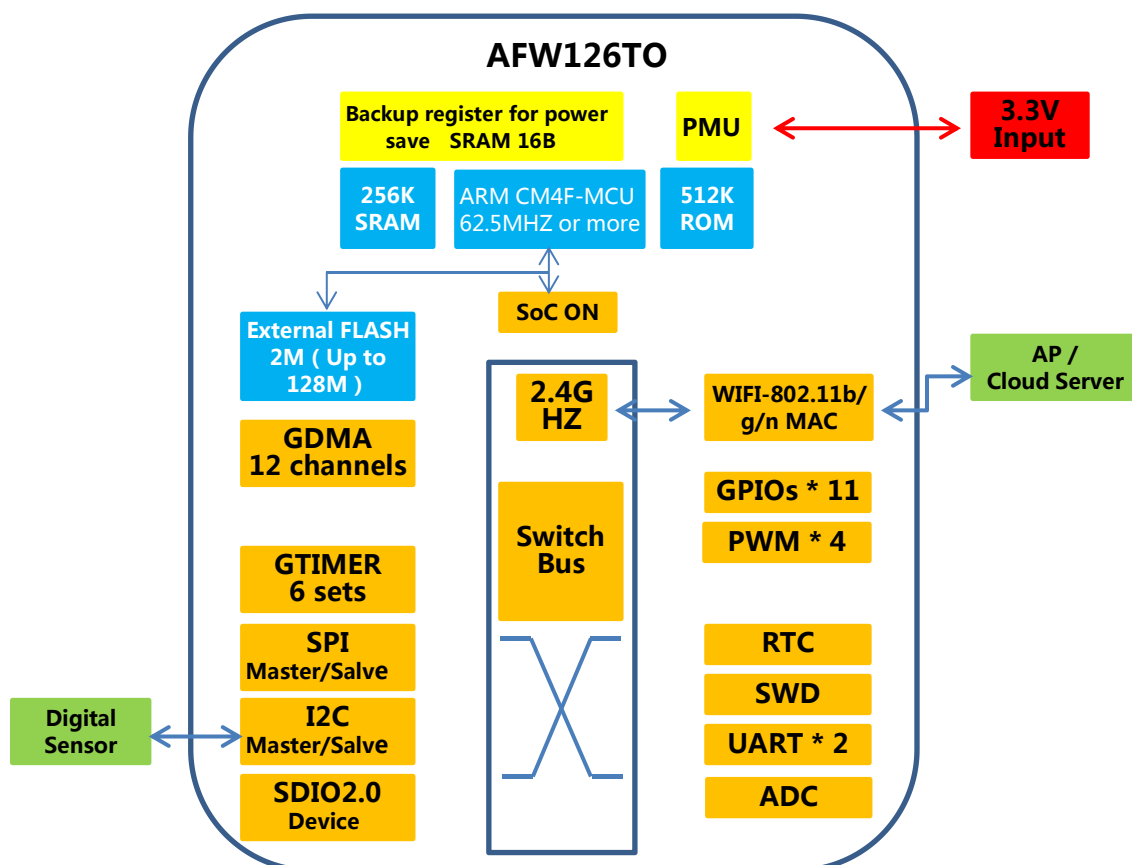 AFW126TO
Backup register for power
save SRAM 16B
PMU
3.3V
Input
256K
SRAM
ARM CM4F-MCU
62.5MHZ or more
512K
ROM
SoC ON
External FLASH
2M ( Up to
128M )
2.4G
HZ
WIFI-802.11b/
g/n MAC
AP /
Cloud Server
GDMA
12 channels
GPIOs * 11
Switch
Bus
PWM * 4
GTIMER
6 sets
SPI
Master/Salve
RTC
SWD
Digital
Sensor
I2C
Master/Salve
UART * 2
SDIO2.0
Device
ADC